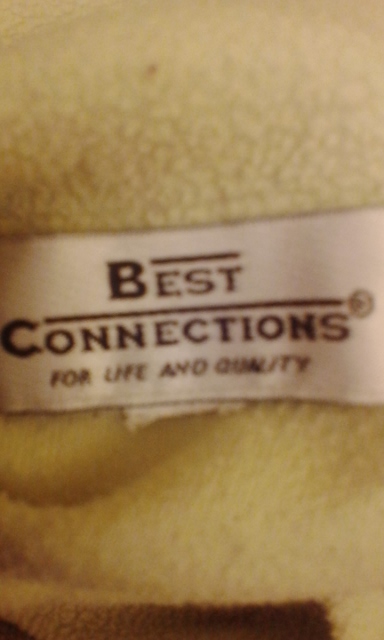 BEST
CONNECTIONS®
FOR LIFE AND QUALITY